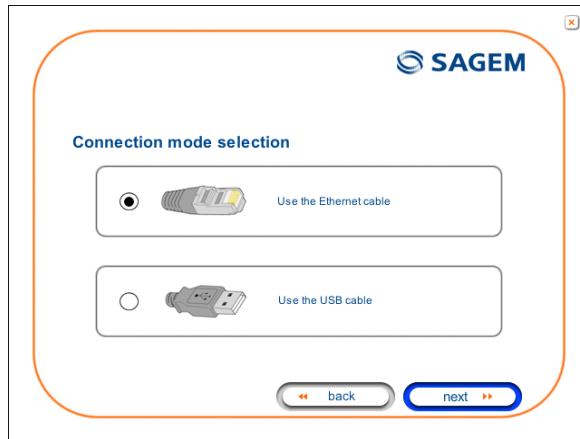 SAGEM
Connection mode selection
Use the Ethernet cable
Use the USB cable
back
next